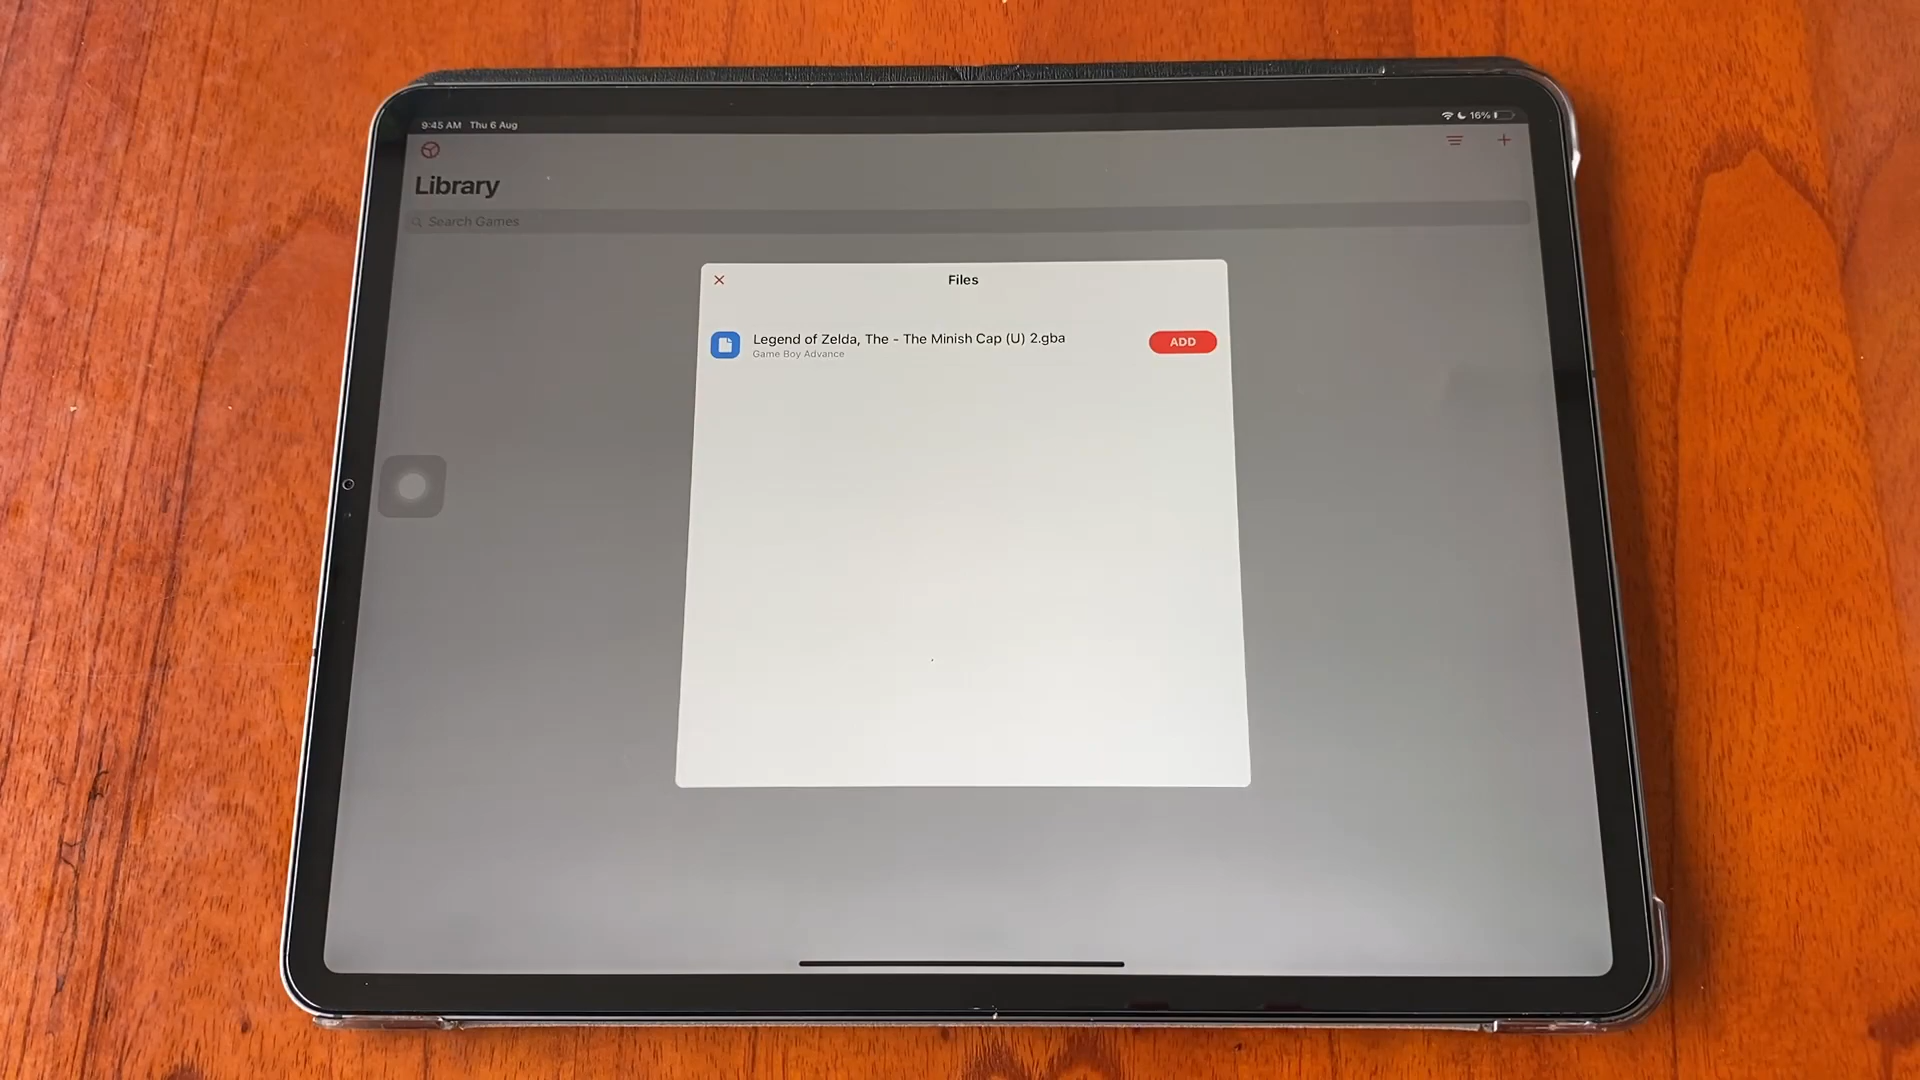 9:45 AM Thu 6 Aug
16%
Library
Search Games
Files
Legend of Zelda, The - The Minish Cap (U) 2.gba
Game Boy Advance
ADD